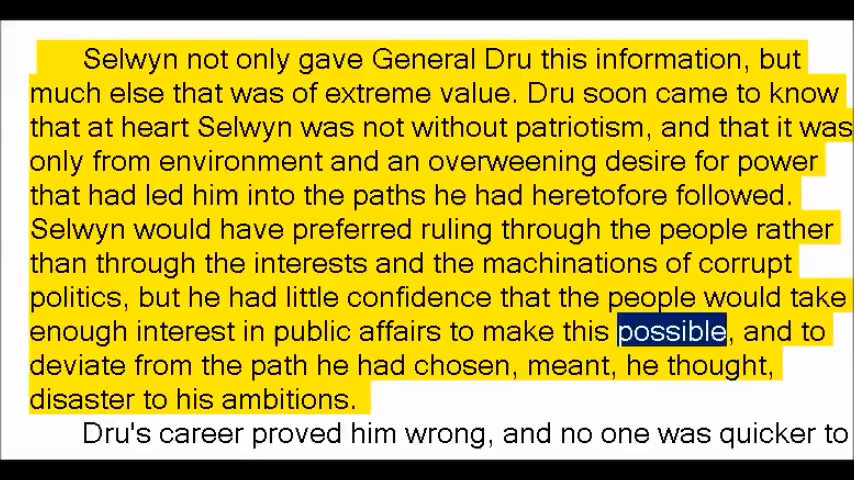 Selwyn not only gave General Dru this information, but
much else that was of extreme value. Dru soon came to know
that at heart Selwyn was not without patriotism, and that it was
only from environment and an overweening desire for power
that had led him into the paths he had heretofore followed.
Selwyn would have preferred ruling through the people rather
than through the interests and the machinations of corrupt
politics, but he had little confidence that the people would take
enough interest in public affairs to make this possible, and to
deviate from the path he had chosen, meant, he thought,
disaster to his ambitions.
Dru's career proved him wrong, and no one was quicker to